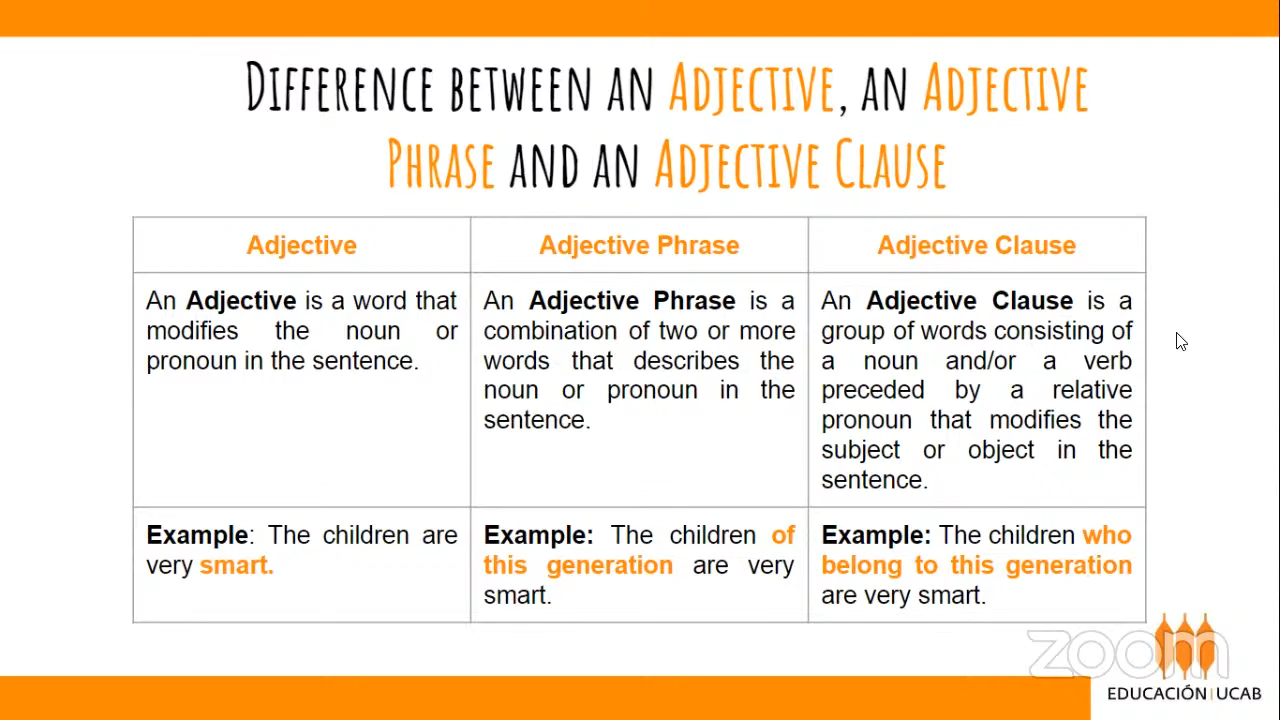 DIFFERENCE BETWEEN AN ADJECTIVE, AN ADJECTIVE
PHRASE AND AN ADJECTIVE CLAUSE
Adjective
Adjective Phrase
Adjective Clause
An Adjective is a word that
modifies the noun or
pronoun in the sentence.
An Adjective Phrase is a
combination of two or more
words that describes the
noun or pronoun in the
sentence.
An Adjective Clause is a
group of words consisting of
a noun and/or a verb
preceded by a relative
pronoun that modifies the
subject or object in the
sentence.
Example: The children are
very smart.
Example: The children of
this generation are very
smart.
Example: The children who
belong to this generation
are very smart.
zoom
EDUCACIÓN | UCAB